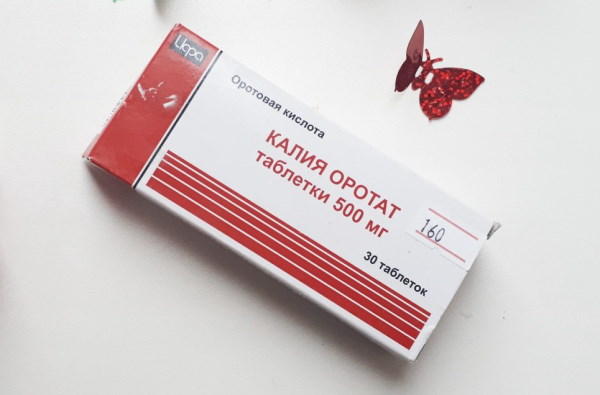 Ифра
Оротовая кислота
КАЛИЯ ОРОТАТ
таблетки 500 мг
160
30 таблеток